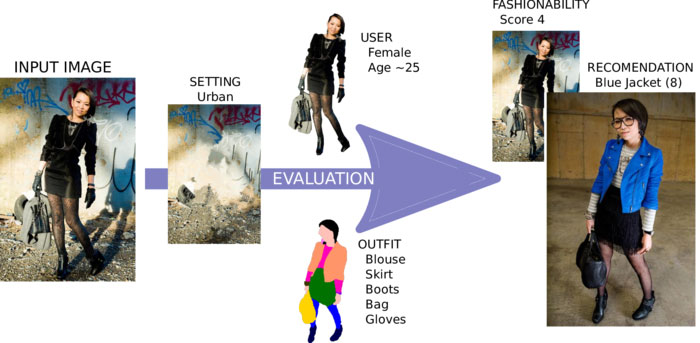 INPUT IMAGE
SETTING
Urban
USER
Female
Age ~25
EVALUATION
OUTFIT
Blouse
Skirt
Boots
Bag
Gloves
FASHIONABILITY
Score 4
RECOMENDATION
Blue Jacket (8)